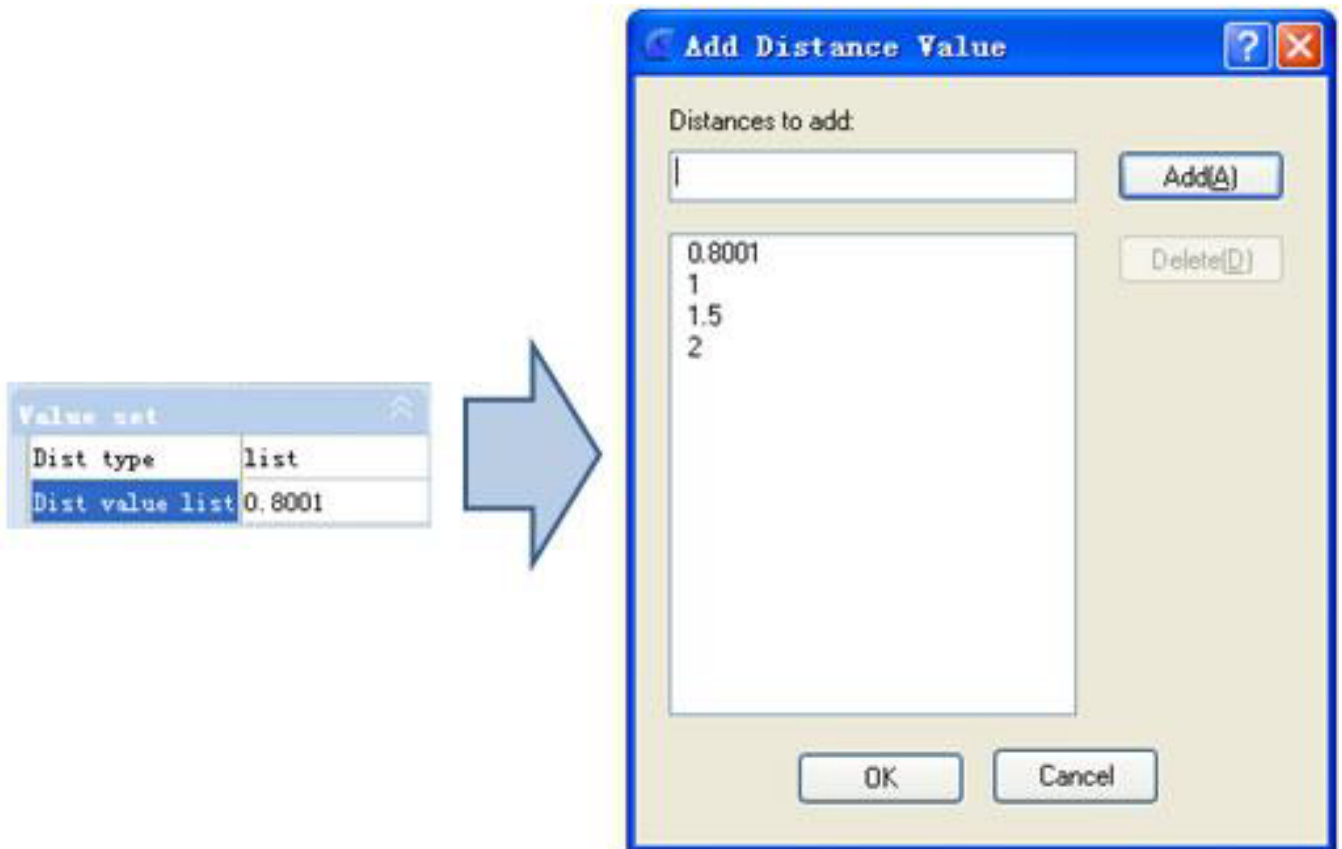 Value set
Dist type list
Dist value list 0.8001
Add Distance Value
Distances to add:
Add(A)
0.8001
1
1.5
2
Delete(D)
OK Cancel